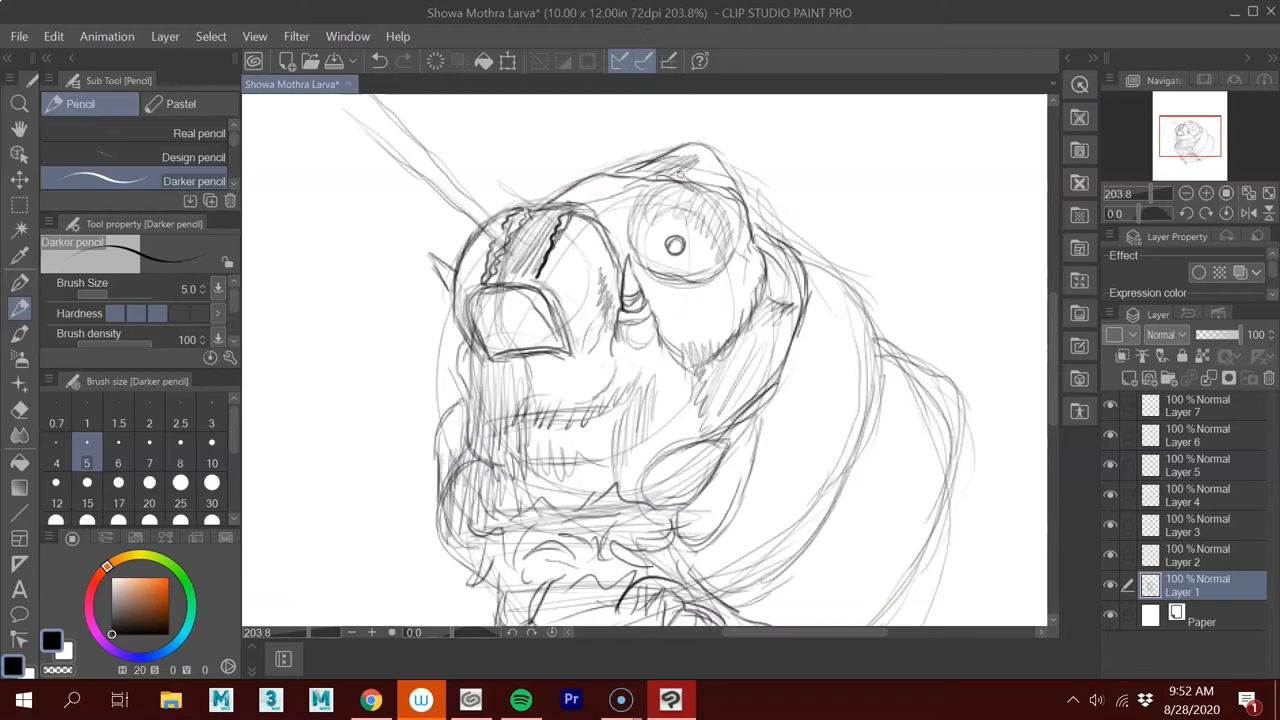 Showa Mothra Larva* (10.00 x 12.00in 72dpi 203.8%) - CLIP STUDIO PAINT PRO
File Edit Animation Layer Select View Filter Window Help
Sub Tool [Pencil]
Showa Mothra Larva*
Navigator
Pencil Pastel
Real pencil
Design pencil
Darker pencil
203.8
0.0
Tool property [Darker pencil]
Layer Property
Darker pencil
Effect
Brush Size 5.0
Expression color
Hardness
Layer
Brush density 100
Normal 100
Brush size [Darker pencil]
0.7 1 1.5 2 2.5 3
4 5 6 7 8 10
12 15 17 20 25 30
100 % Normal
Layer 7
100 % Normal
Layer 6
100 % Normal
Layer 5
100 % Normal
Layer 4
100 % Normal
Layer 3
100 % Normal
Layer 2
100 % Normal
Layer 1
Paper
203.8 0.0
H 20 S 0 V 0
9:52 AM
8/28/2020